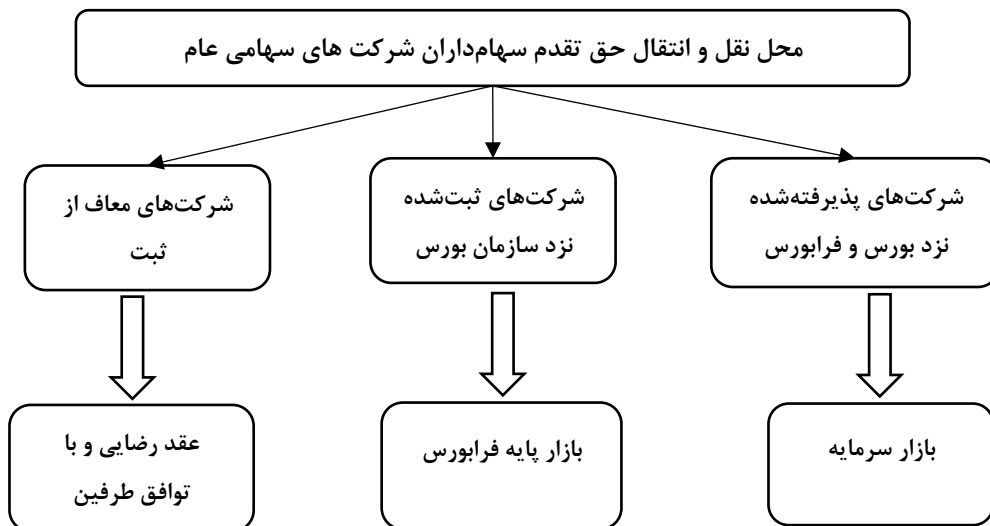 محل نقل و انتقال حق تقدم سهام‌داران شرکت های سهامی عام
شرکت‌های پذیرفته‌شده
نزد بورس و فرابورس
شرکت‌های ثبت‌شده
نزد سازمان بورس
شرکت‌های معاف از
ثبت
بازار سرمایه
بازار پایه فرابورس
عقد رضایی و با
توافق طرفین